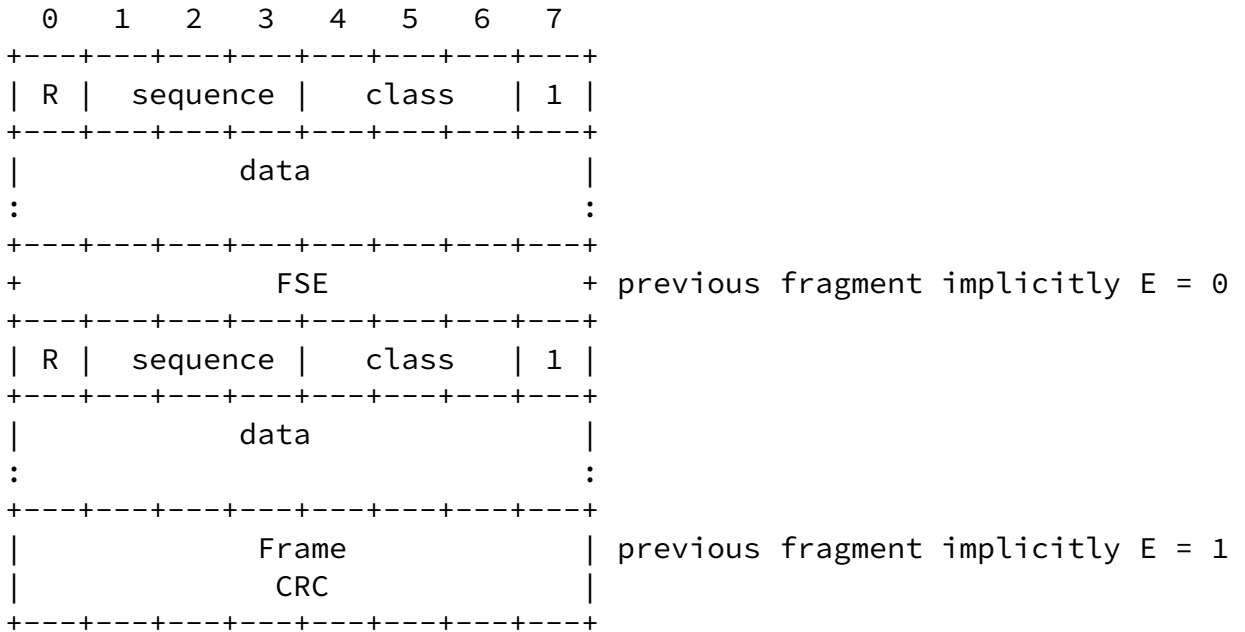 0   1   2   3   4   5   6   7
+---+---+---+---+---+---+---+---+
| R |  sequence |   class   | 1 |
+---+---+---+---+---+---+---+---+
|            data               |
:                               :
+---+---+---+---+---+---+---+---+
+              FSE              + previous fragment implicitly E = 0
+---+---+---+---+---+---+---+---+
| R |  sequence |   class   | 1 |
+---+---+---+---+---+---+---+---+
|            data               |
:                               :
+---+---+---+---+---+---+---+---+
|             Frame             | previous fragment implicitly E = 1
|              CRC              |
+---+---+---+---+---+---+---+---+